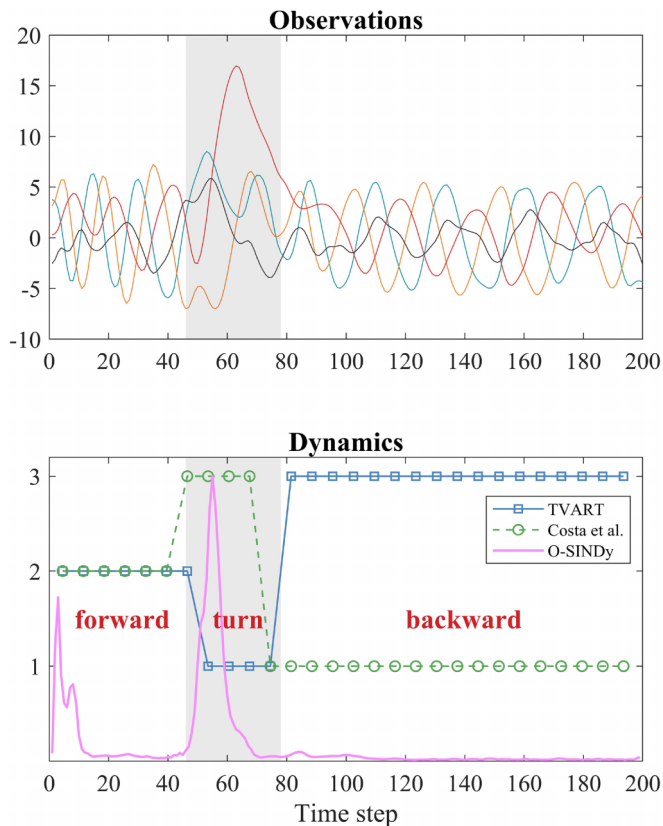 Observations
20
15
10
5
0
-5
-10
0 20 40 60 80 100 120 140 160 180 200
Dynamics
3
2
1
TVART
Costa et al.
O-SINDy
forward turn backward
0 20 40 60 80 100 120 140 160 180 200
Time step